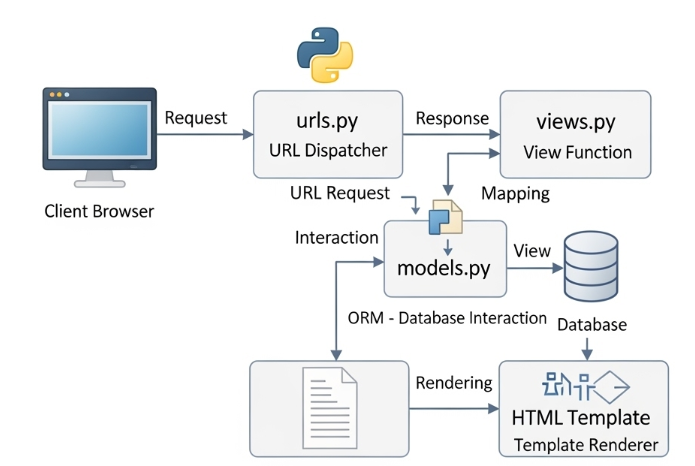 Request
urls.py
URL Dispatcher
Response
views.py
View Function
Client Browser
URL Request
Mapping
Interaction
models.py
View
ORM - Database Interaction
Database
Rendering
HTML Template
Template Renderer